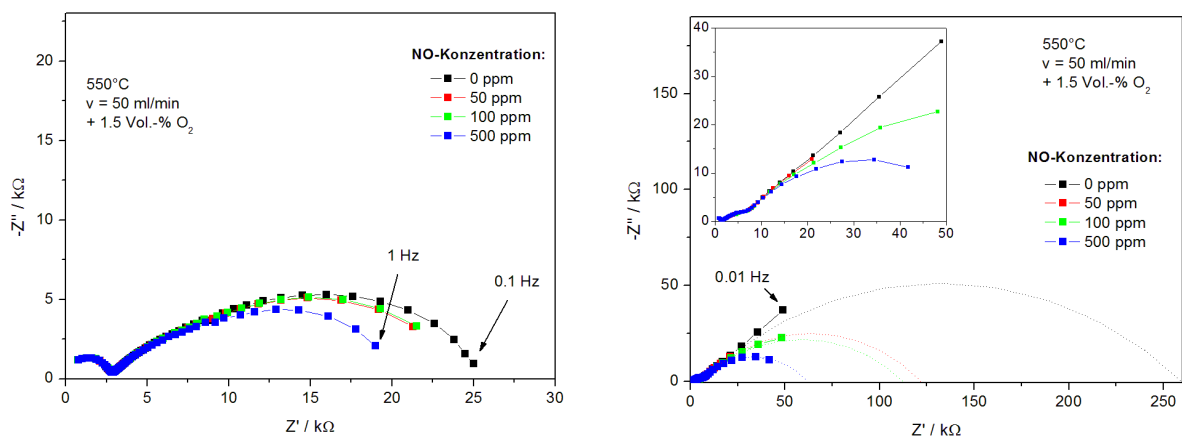 20
15
10
5
0
-Z'' / kΩ
550°C
v = 50 ml/min
+ 1.5 Vol.-% O₂
NO-Konzentration:
0 ppm
50 ppm
100 ppm
500 ppm
1 Hz
0.1 Hz
0 5 10 15 20 25 30
Z' / kΩ
175
150
125
100
75
50
25
0
-Z'' / kΩ
40
30
20
10
0
0 10 20 30 40 50
550°C
v = 50 ml/min
+ 1.5 Vol.-% O₂
NO-Konzentration:
0 ppm
50 ppm
100 ppm
500 ppm
0.01 Hz
0 50 100 150 200 250
Z' / kΩ